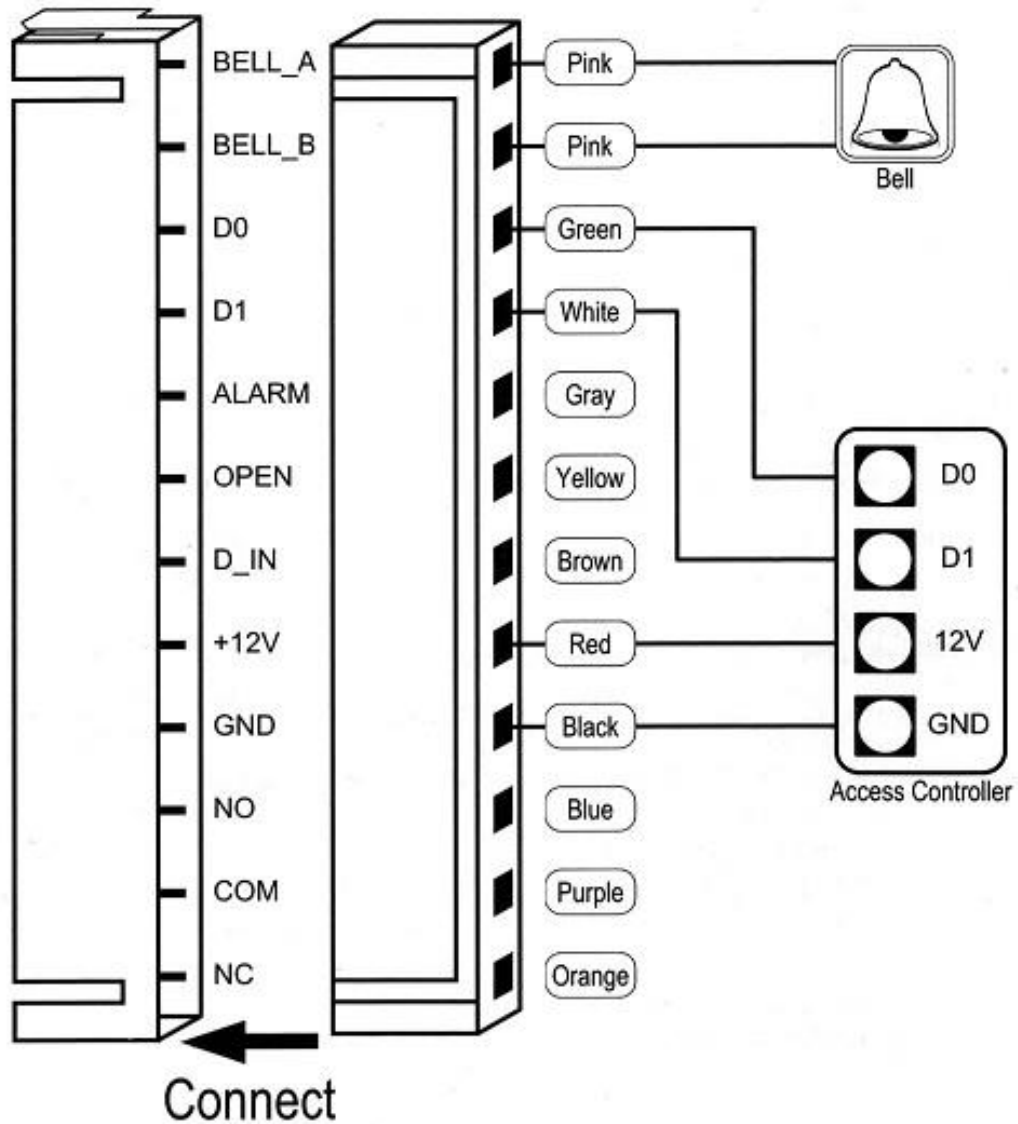 BELL_A Pink
BELL_B Pink
Bell
D0 Green
D1 White
ALARM Gray
OPEN Yellow D0
D_IN Brown D1
+12V Red 12V
GND Black GND
Access Controller
NO Blue
COM Purple
NC Orange
Connect